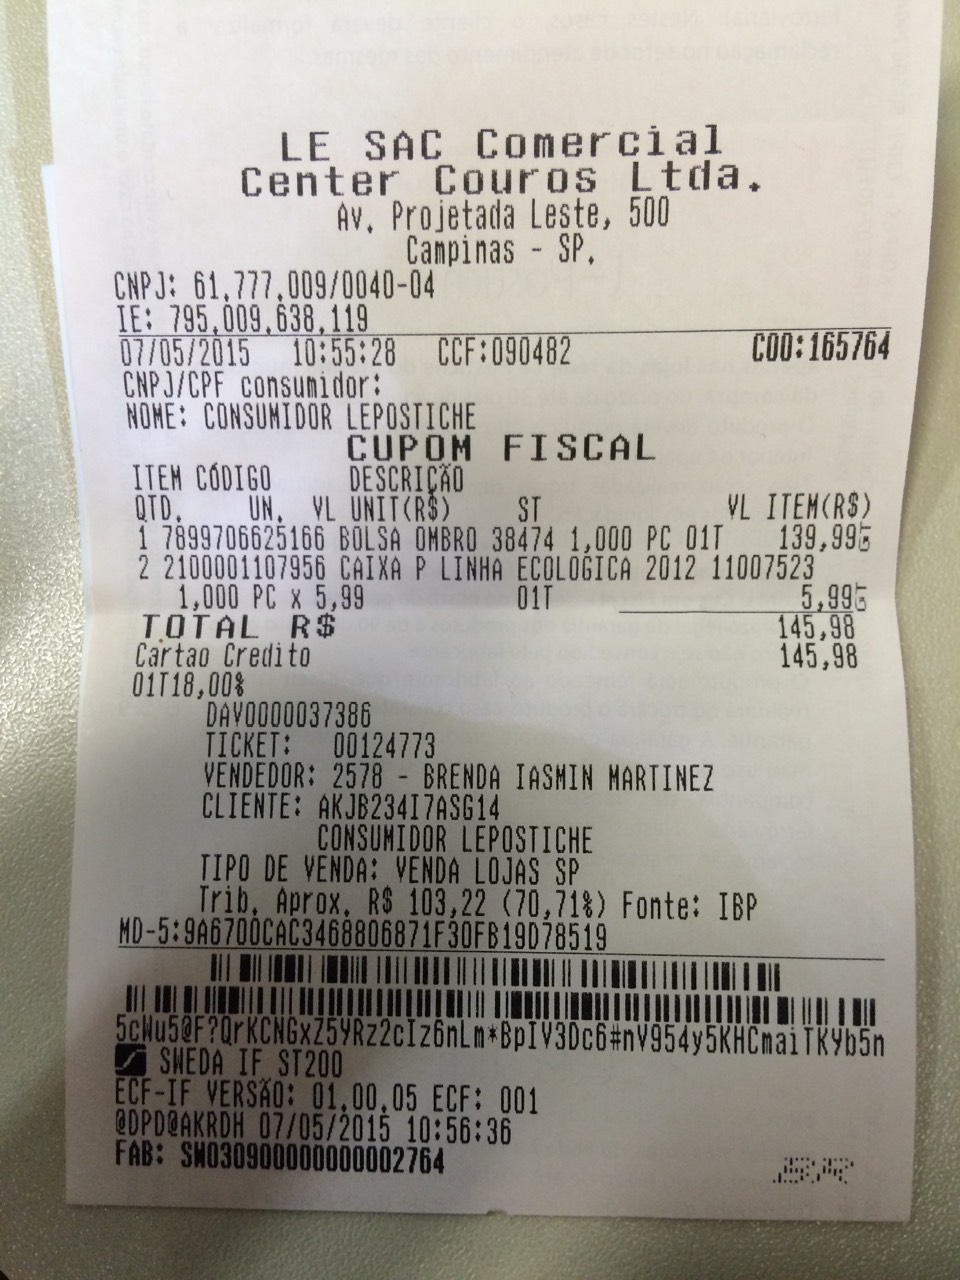 LE SAC Comercial
Center Couros Ltda.
Av. Projetada Leste, 500
Campinas - SP.
CNPJ: 61.777.009/0040-04
IE: 795.009.638.119
07/05/2015 10:55:28 CCF:090482 COO:165764
CNPJ/CPF consumidor:
NOME: CONSUMIDOR LEPOSTICHE
CUPOM FISCAL
ITEM CÓDIGO DESCRIÇÃO
QTD. UN. VL UNIT(R$) ST VL ITEM(R$)
1 7899706625166 BOLSA OMBRO 38474 1,000 PC 01T 139,99
2 2100001107956 CAIXA P LINHA ECOLOGICA 2012 11007523
1,000 PC x 5,99 01T 5,99
TOTAL R$ 145,98
Cartao Credito 145,98
01T18,00%
DAV0000037386
TICKET: 00124773
VENDEDOR: 2578 - BRENDA IASMIN MARTINEZ
CLIENTE: AKJB234I7ASG14
CONSUMIDOR LEPOSTICHE
TIPO DE VENDA: VENDA LOJAS SP
Trib. Aprox. R$ 103,22 (70,71%) Fonte: IBP
MD-5:9A6700CAC3468806871F30FB19D78519
5cWu5@F?QrKCNGxZ5YRz2cIz6nLm*BpIV3Dc6#nV954y5KHCmaiTKYb5n
SWEDA IF ST200
ECF-IF VERSÃO: 01.00.05 ECF: 001
@DPD@AKRDH 07/05/2015 10:56:36
FAB: SW030900000000002764